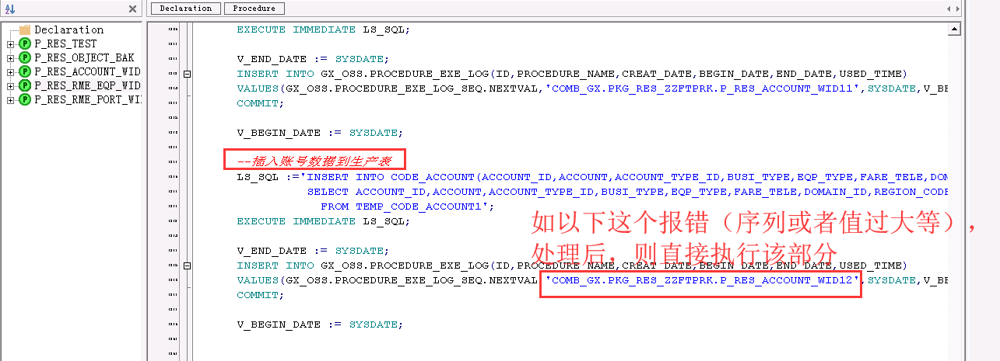 Declaration
Procedure
Declaration
P_RES_TEST
P_RES_OBJECT_BAK
P_RES_ACCOUNT_WID
P_RES_RME_EQP_WID
P_RES_RME_PORT_WI
EXECUTE IMMEDIATE LS_SQL;
V_END_DATE := SYSDATE;
INSERT INTO GX_OSS.PROCEDURE_EXE_LOG(ID,PROCEDURE_NAME,CREAT_DATE,BEGIN_DATE,END_DATE,USED_TIME)
VALUES(GX_OSS.PROCEDURE_EXE_LOG_SEQ.NEXTVAL,'COMB_GX.PKG_RES_ZZFTPRK.P_RES_ACCOUNT_WID11',SYSDATE,V_BE
COMMIT;
V_BEGIN_DATE := SYSDATE;
--插入账号数据到生产表
LS_SQL :='INSERT INTO CODE_ACCOUNT(ACCOUNT_ID,ACCOUNT,ACCOUNT_TYPE_ID,BUSI_TYPE,EQP_TYPE,FARE_TELE,DOM
SELECT ACCOUNT_ID,ACCOUNT,ACCOUNT_TYPE_ID,BUSI_TYPE,EQP_TYPE,FARE_TELE,DOMAIN_ID,REGION_CODE
FROM TEMP_CODE_ACCOUNT1';
EXECUTE IMMEDIATE LS_SQL;
如以下这个报错（序列或者值过大等），
处理后，则直接执行该部分
V_END_DATE := SYSDATE;
INSERT INTO GX_OSS.PROCEDURE_EXE_LOG(ID,PROCEDURE_NAME,CREAT_DATE,BEGIN_DATE,END_DATE,USED_TIME)
VALUES(GX_OSS.PROCEDURE_EXE_LOG_SEQ.NEXTVAL,'COMB_GX.PKG_RES_ZZFTPRK.P_RES_ACCOUNT_WID12',SYSDATE,V_BE
COMMIT;
V_BEGIN_DATE := SYSDATE;